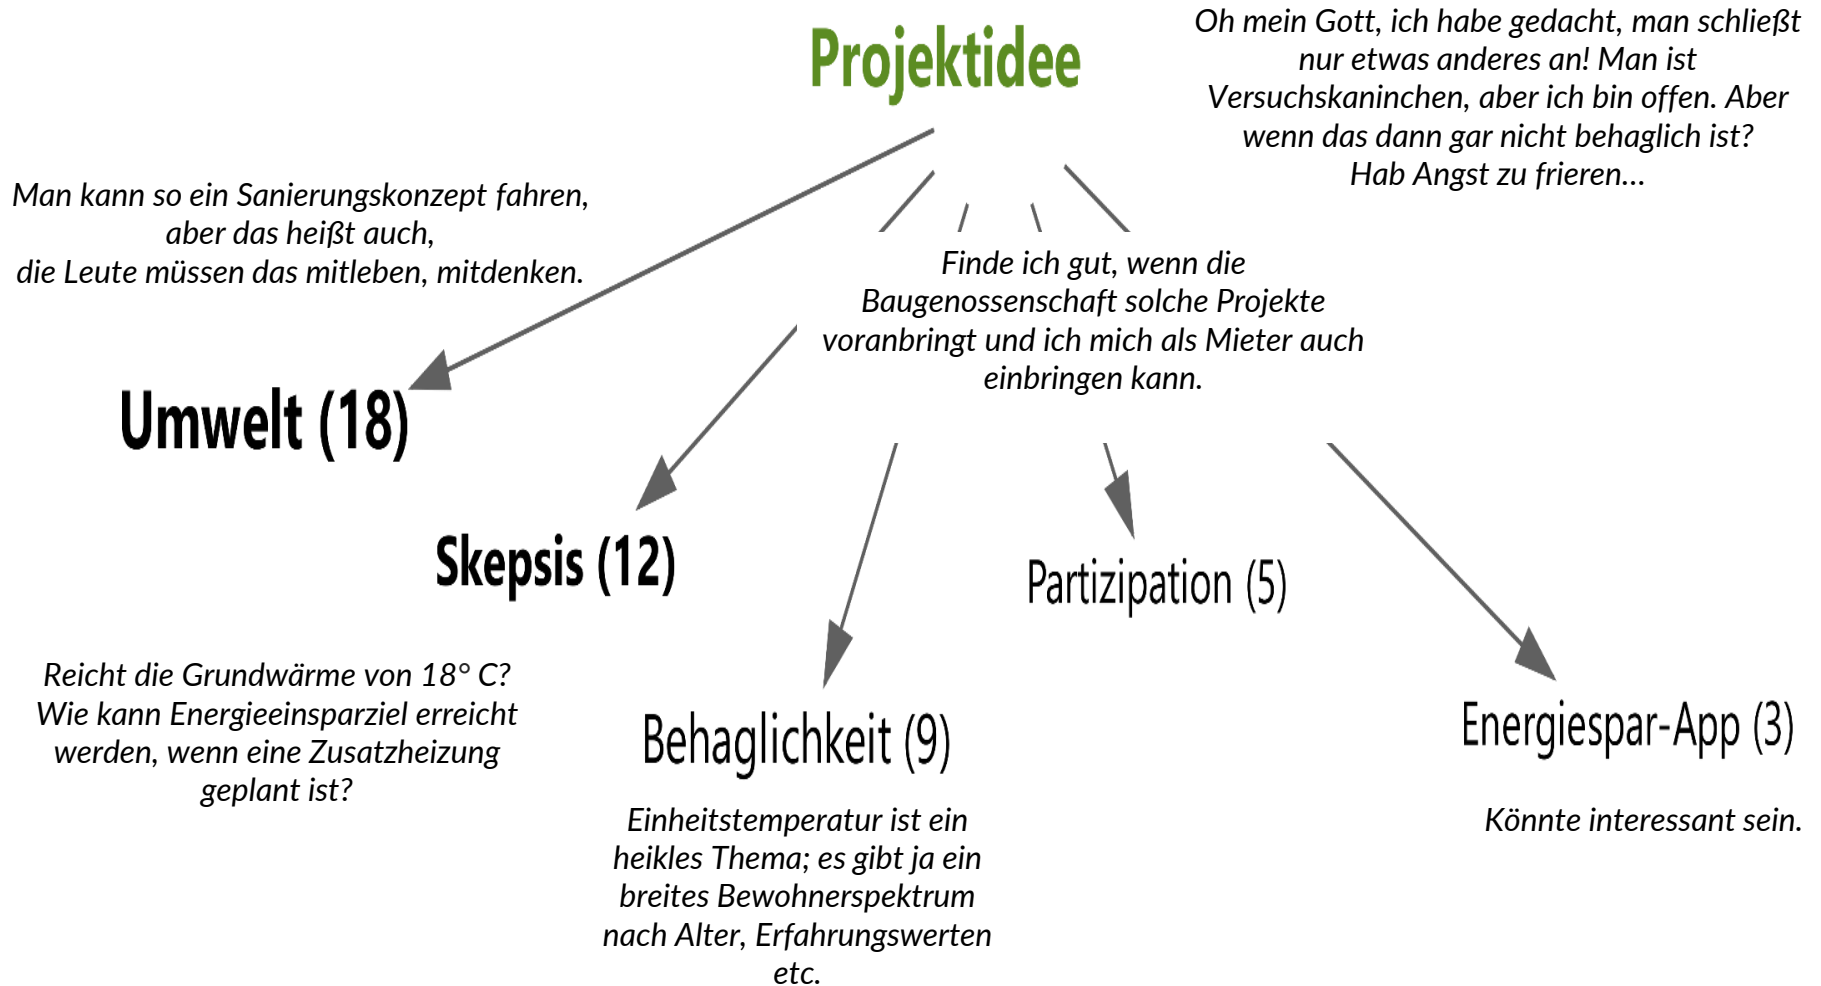 Projektidee
Oh mein Gott, ich habe gedacht, man schließt
nur etwas anderes an! Man ist
Versuchskaninchen, aber ich bin offen. Aber
wenn das dann gar nicht behaglich ist?
Hab Angst zu frieren...
Man kann so ein Sanierungskonzept fahren,
aber das heißt auch,
die Leute müssen das mitleben, mitdenken.
Finde ich gut, wenn die
Baugenossenschaft solche Projekte
voranbringt und ich mich als Mieter auch
einbringen kann.
Umwelt (18)
Skepsis (12)
Partizipation (5)
Reicht die Grundwärme von 18° C?
Wie kann Energieeinsparziel erreicht
werden, wenn eine Zusatzheizung
geplant ist?
Behaglichkeit (9)
Energiespar-App (3)
Einheitstemperatur ist ein
heikles Thema; es gibt ja ein
breites Bewohnerspektrum
nach Alter, Erfahrungswerten
etc.
Könnte interessant sein.